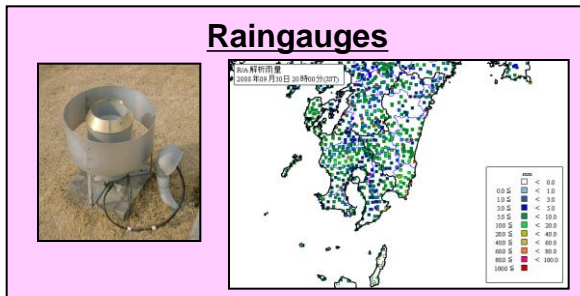 Raingauges
R/A 解析雨量
2008年09月30日 20時00分(JST)
mm
< 0.0
0.0 ≦ < 1.0
1.0 ≦ < 3.0
3.0 ≦ < 5.0
5.0 ≦ < 10.0
10.0 ≦ < 20.0
20.0 ≦ < 40.0
40.0 ≦ < 60.0
60.0 ≦ < 80.0
80.0 ≦ < 100.0
100.0 ≦